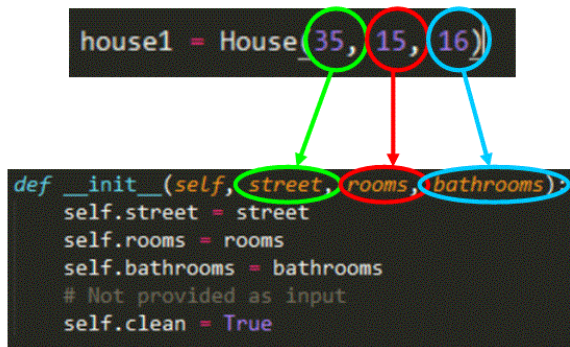 house1 = House(35, 15, 16)
def __init__(self, street, rooms, bathrooms):
self.street = street
self.rooms = rooms
self.bathrooms = bathrooms
# Not provided as input
self.clean = True